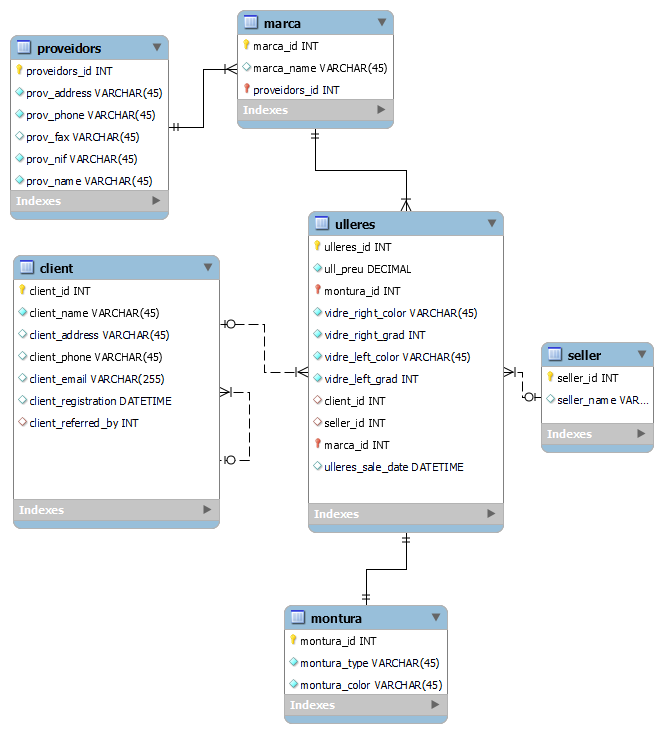 marca
marca_id INT
marca_name VARCHAR(45)
proveidors_id INT
Indexes
proveidors
proveidors_id INT
prov_address VARCHAR(45)
prov_phone VARCHAR(45)
prov_fax VARCHAR(45)
prov_nif VARCHAR(45)
prov_name VARCHAR(45)
Indexes
ulleres
ulleres_id INT
ull_preu DECIMAL
montura_id INT
vidre_right_color VARCHAR(45)
vidre_right_grad INT
vidre_left_color VARCHAR(45)
vidre_left_grad INT
client_id INT
seller_id INT
marca_id INT
ulleres_sale_date DATETIME
Indexes
client
client_id INT
client_name VARCHAR(45)
client_address VARCHAR(45)
client_phone VARCHAR(45)
client_email VARCHAR(255)
client_registration DATETIME
client_referred_by INT
Indexes
seller
seller_id INT
seller_name VAR...
Indexes
montura
montura_id INT
montura_type VARCHAR(45)
montura_color VARCHAR(45)
Indexes